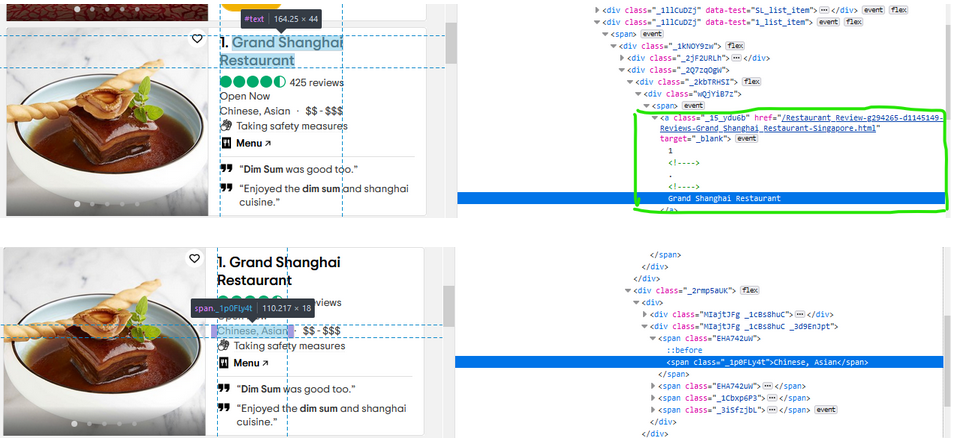 #text 164.25 × 44
1. Grand Shanghai
Restaurant
425 reviews
Open Now
Chinese, Asian · $$ - $$$
Taking safety measures
Menu ↗
"Dim Sum was good too."
"Enjoyed the dim sum and shanghai
cuisine."
<div class="_1llCuDZj" data-test="SL_list_item"> ⋯ </div> event
<div class="_1llCuDZj" data-test="1_list_item"> event flex
<span> event
<div class="_1kNOY9zw"> flex
<div class="_2jF2URLh"> ⋯ </div>
<div class="_2Q7zqOgW">
<div class="_2kbTRHSI"> flex
<div class="wQjYiB7z">
<span> event
<a class="_15_ydu6b" href="/Restaurant_Review-g294265-d1145149-
Reviews-Grand_Shanghai_Restaurant-Singapore.html"
target="_blank"> event
1
<!---->
.
<!---->
Grand Shanghai Restaurant
</a>
1. Grand Shanghai
Restaurant
views
span._1p0FLy4t 110.217 × 18
Chinese, Asian · $$ - $$$
Taking safety measures
Menu ↗
"Dim Sum was good too."
"Enjoyed the dim sum and shanghai
cuisine."
</span>
</div>
</div>
<div class="_2rmp5aUK"> flex
<div>
<div class="MIajtJFg _1cBs8huC"> ⋯ </div>
<div class="MIajtJFg _1cBs8huC _3d9EnJpt">
<span class="EHA742uW">
::before
<span class="_1p0FLy4t">Chinese, Asian</span>
</span>
<span class="EHA742uW"> ⋯ </span>
<span class="_1Cbxp6P3"> ⋯ </span>
<span class="_3iSfzjbL"> ⋯ </span> event
</div>
</div>